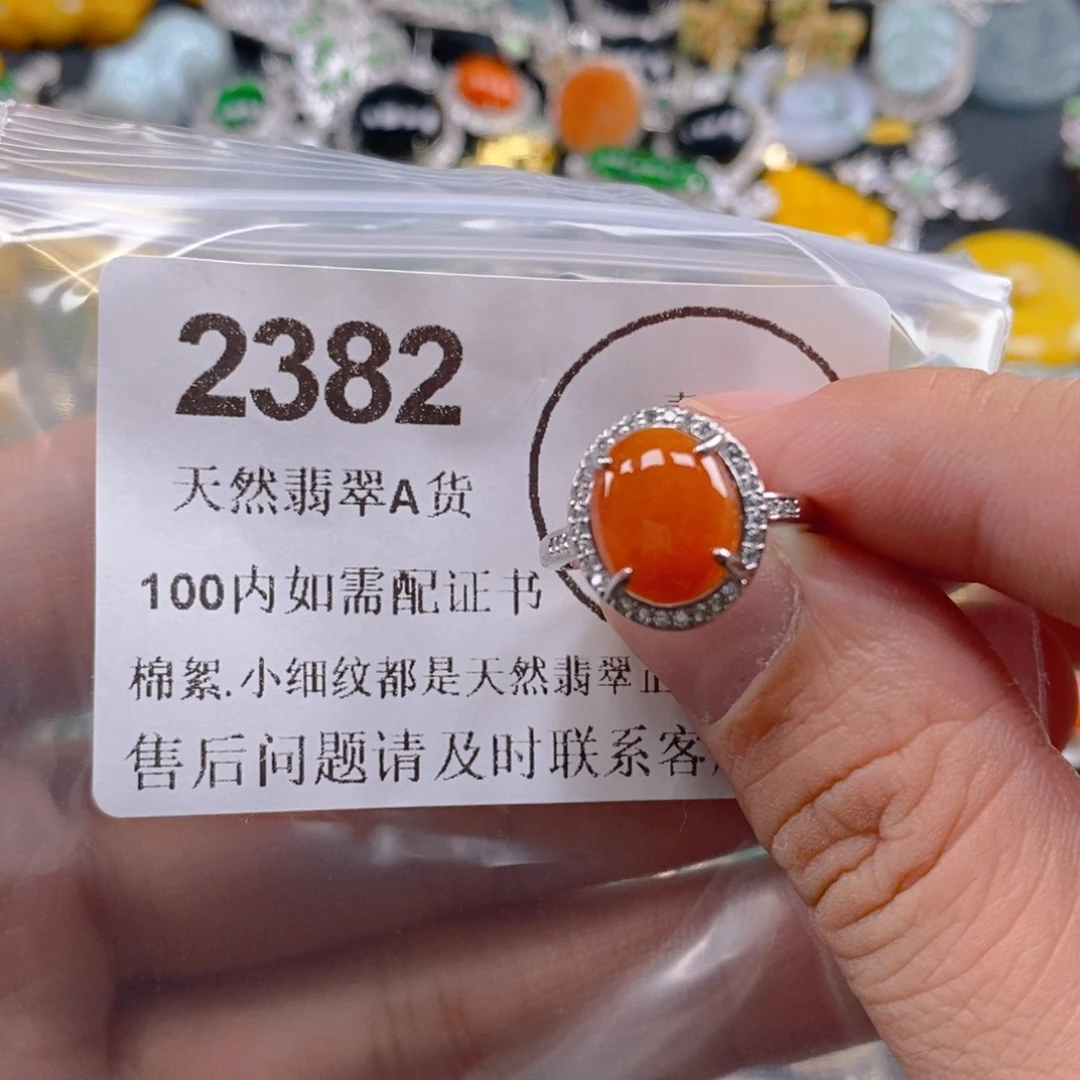 2382
天然翡翠A货
100内如需配证书
棉絮.小细纹都是天然翡翠
售后问题请及时联系客